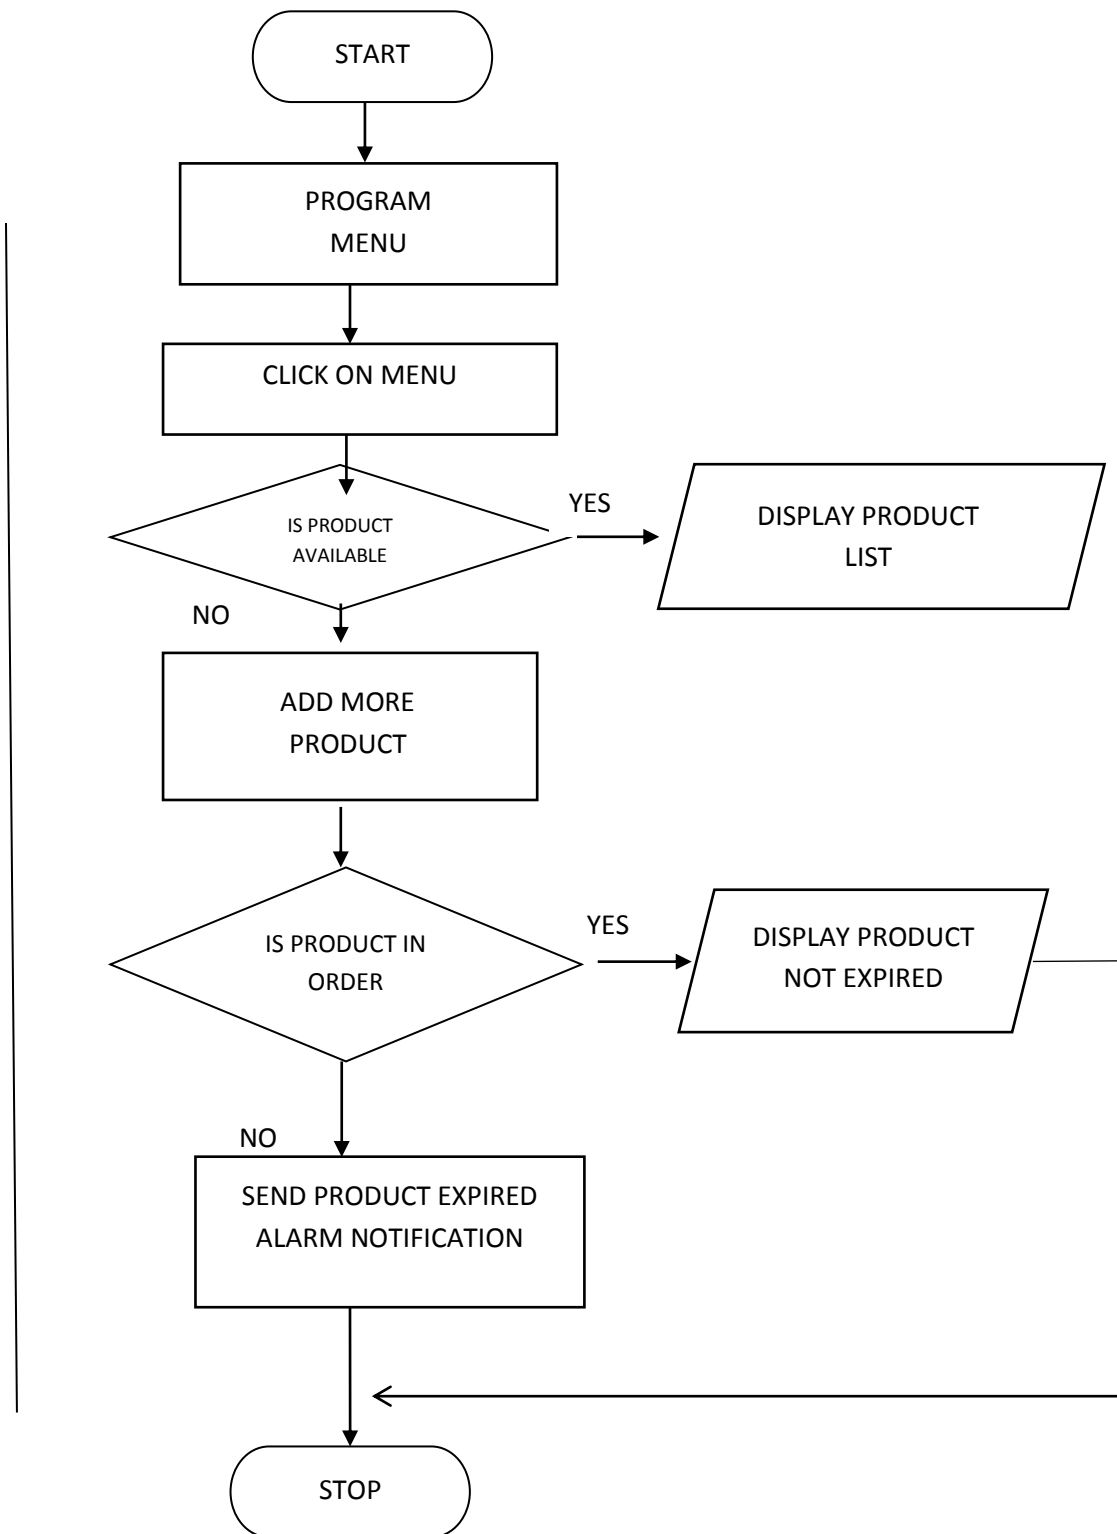 START
PROGRAM
MENU
CLICK ON MENU
IS PRODUCT
AVAILABLE
YES
DISPLAY PRODUCT
LIST
NO
ADD MORE
PRODUCT
IS PRODUCT IN
ORDER
YES
DISPLAY PRODUCT
NOT EXPIRED
NO
SEND PRODUCT EXPIRED
ALARM NOTIFICATION
STOP